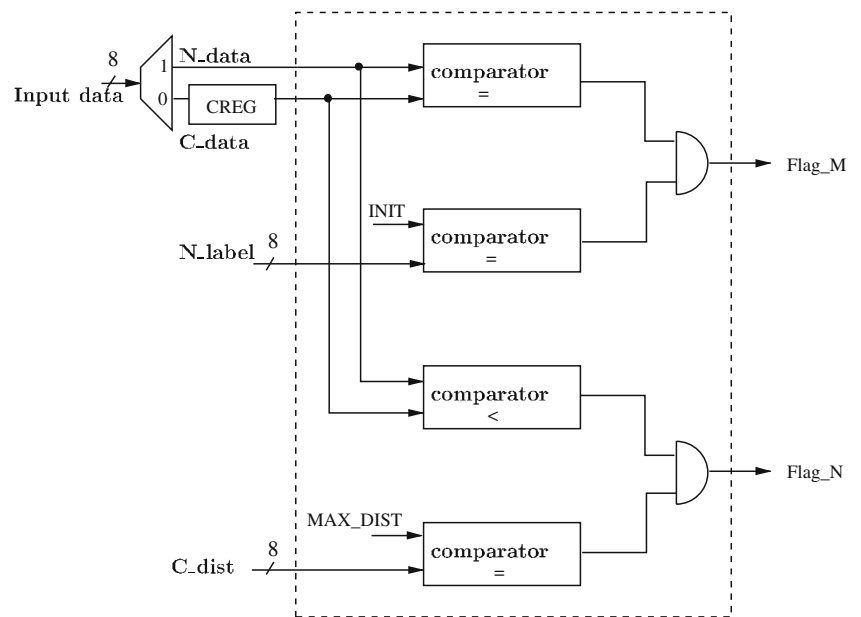 8
Input data
1
0
N_data
CREG
C_data
comparator
=
INIT
N_label
8
comparator
=
Flag_M
comparator
<
MAX_DIST
C_dist
8
comparator
=
Flag_N